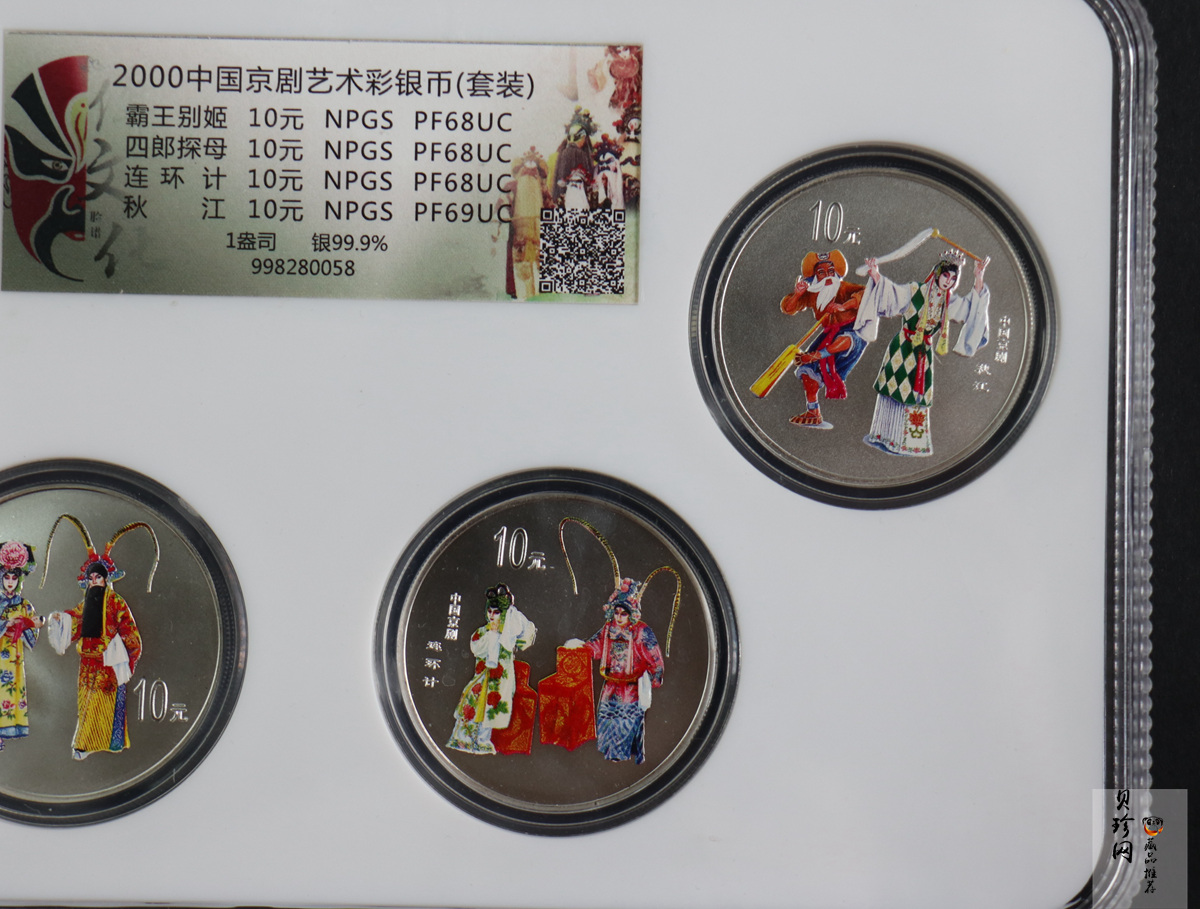 2000中国京剧艺术彩银币(套装)
霸王别姬 10元 NPGS PF68UC
四郎探母 10元 NPGS PF68UC
连环计 10元 NPGS PF68UC
秋江 10元 NPGS PF69UC
1盎司 银99.9%
998280058
脸谱
10元
中国京剧
秋江
10元
10元
中国京剧
连环计
贝珍网
藏品推荐